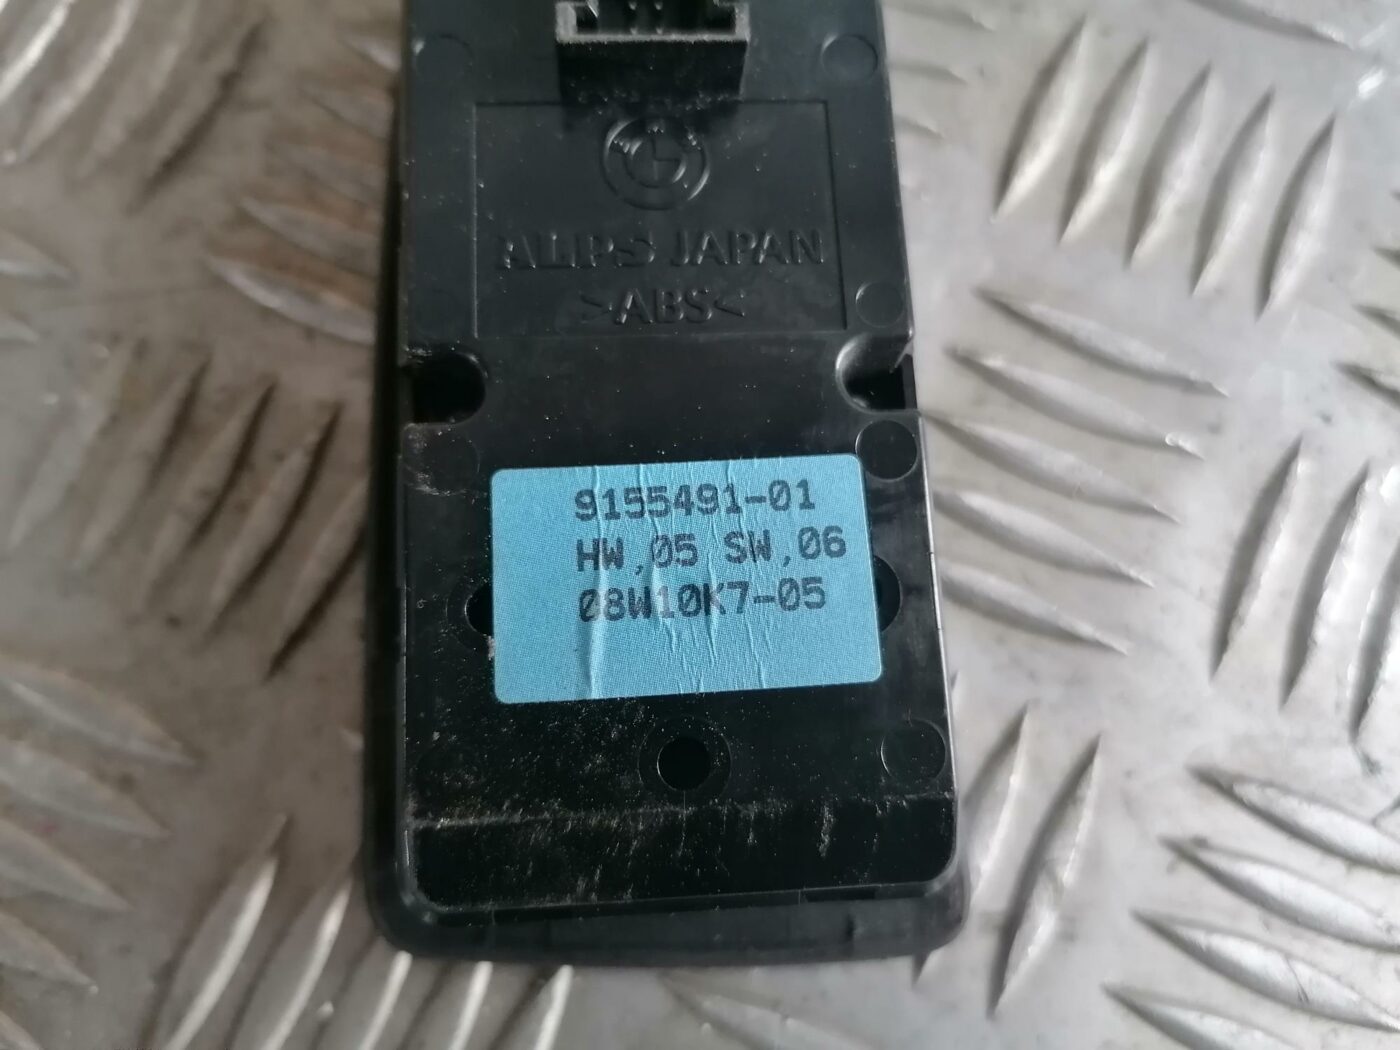 ALPS JAPAN
>ABS<
9155491-01
HW,05 SW,06
08W10K7-05